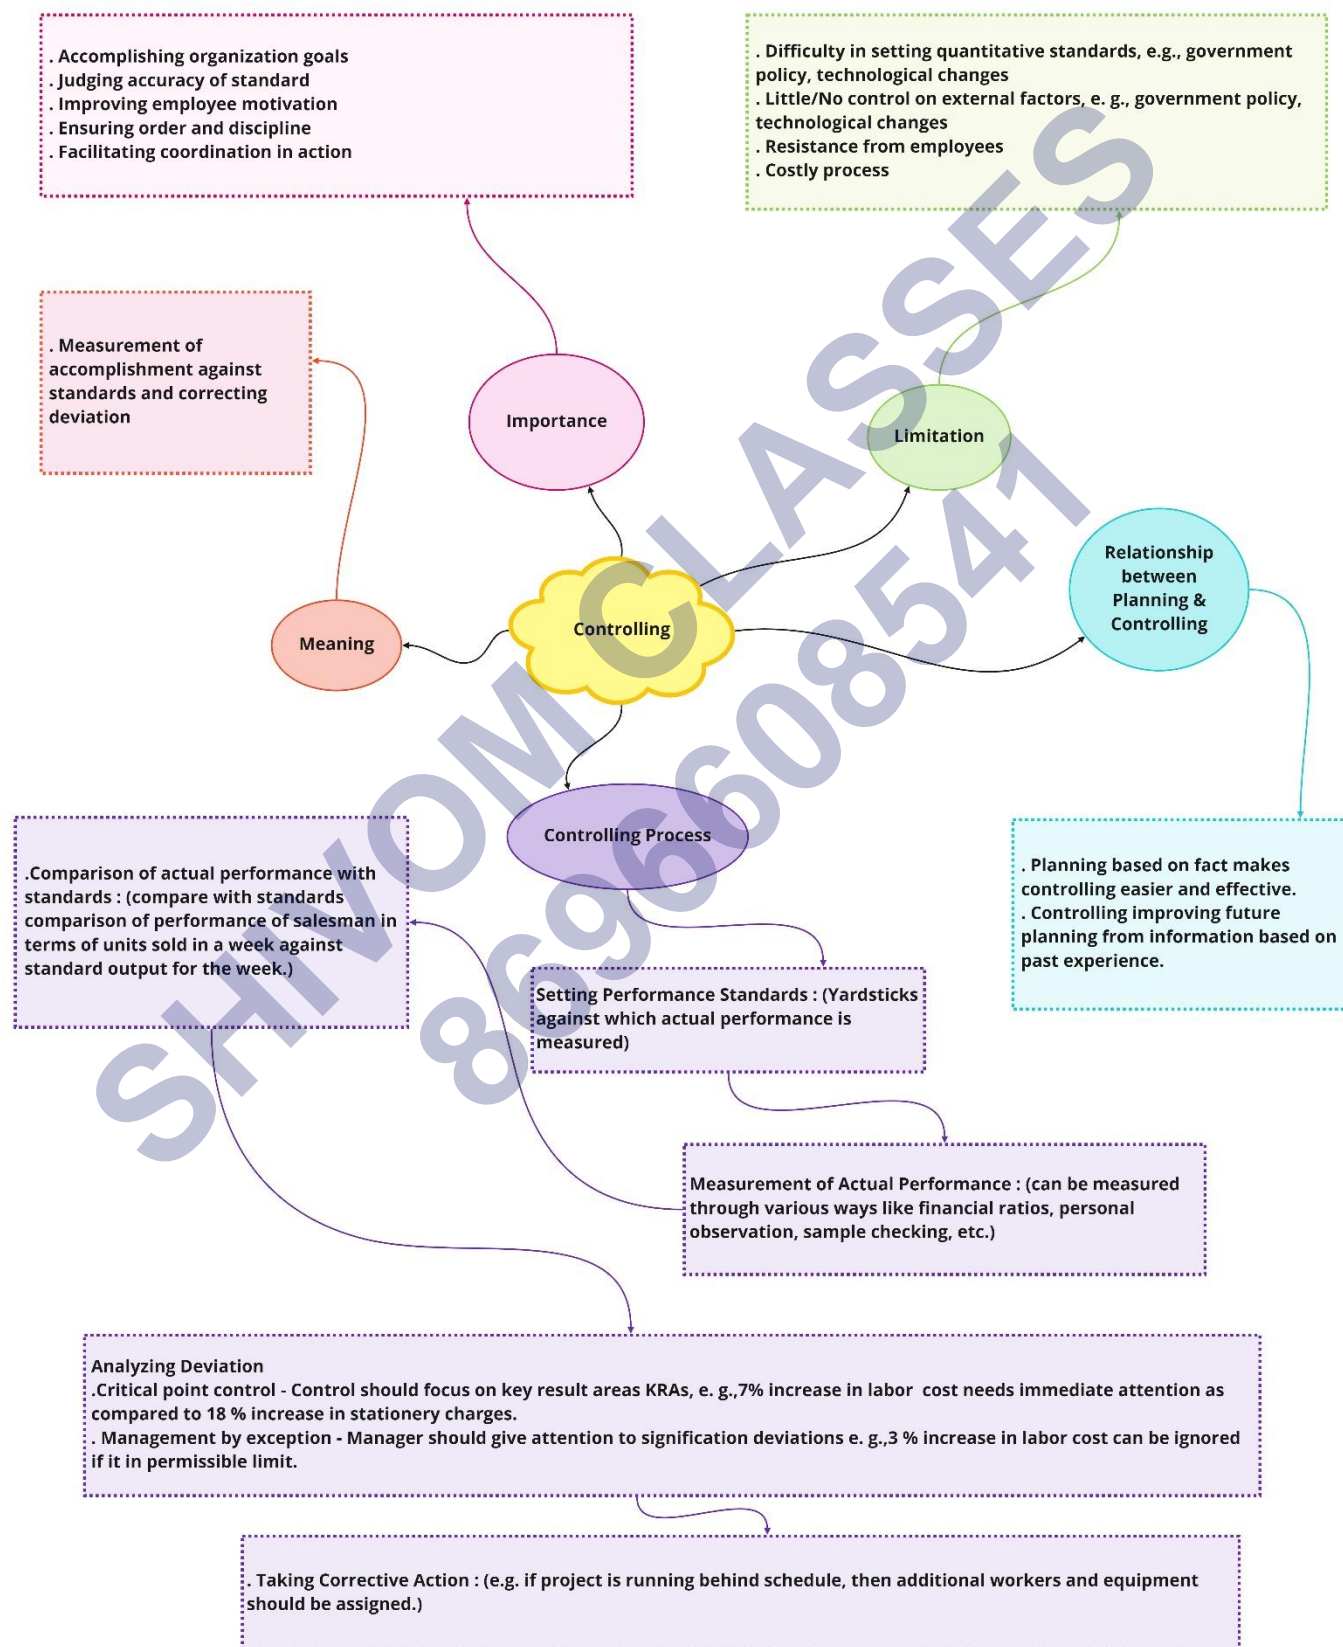 . Accomplishing organization goals
. Judging accuracy of standard
. Improving employee motivation
. Ensuring order and discipline
. Facilitating coordination in action
. Difficulty in setting quantitative standards, e.g., government
policy, technological changes
. Little/No control on external factors, e. g., government policy,
technological changes
. Resistance from employees
. Costly process
. Measurement of
accomplishment against
standards and correcting
deviation
Importance
Limitation
Relationship
between
Planning &
Controlling
Controlling
Meaning
Controlling Process
.Comparison of actual performance with
standards : (compare with standards
comparison of performance of salesman in
terms of units sold in a week against
standard output for the week.)
. Planning based on fact makes
controlling easier and effective.
. Controlling improving future
planning from information based on
past experience.
Setting Performance Standards : (Yardsticks
against which actual performance is
measured)
Measurement of Actual Performance : (can be measured
through various ways like financial ratios, personal
observation, sample checking, etc.)
Analyzing Deviation
.Critical point control - Control should focus on key result areas KRAs, e. g.,7% increase in labor  cost needs immediate attention as
compared to 18 % increase in stationery charges.
. Management by exception - Manager should give attention to signification deviations e. g.,3 % increase in labor cost can be ignored
if it in permissible limit.
. Taking Corrective Action : (e.g. if project is running behind schedule, then additional workers and equipment
should be assigned.)
SHIVOM CLASSES
8696608541